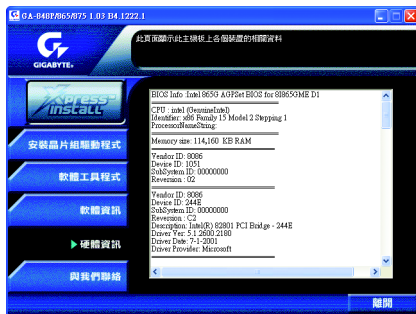 GA-848P/865/875 1.03 B4.1222.1
GIGABYTE
此頁面顯示此主機板上各個裝置的相關資料
Xpress
Install
安裝晶片組驅動程式
軟體工具程式
軟體資訊
硬體資訊
與我們聯絡
BIOS Info :Intel 865G AGPSet BIOS for 8I865GME D1
CPU : intel (GenuineIntel)
Identifier: x86 Family 15 Model 2 Stepping 1
ProcessorNameString:
Memory size: 114,160 KB RAM
Vendor ID: 8086
Device ID: 1051
SubSystem ID: 00000000
Reversion : 02
Vendor ID: 8086
Device ID: 244E
SubSystem ID: 00000000
Reversion : C2
Description: Intel(R) 82801 PCI Bridge - 244E
Driver Ver: 5.1.2600.2180
Driver Date: 7-1-2001
Driver Provider: Microsoft
離開